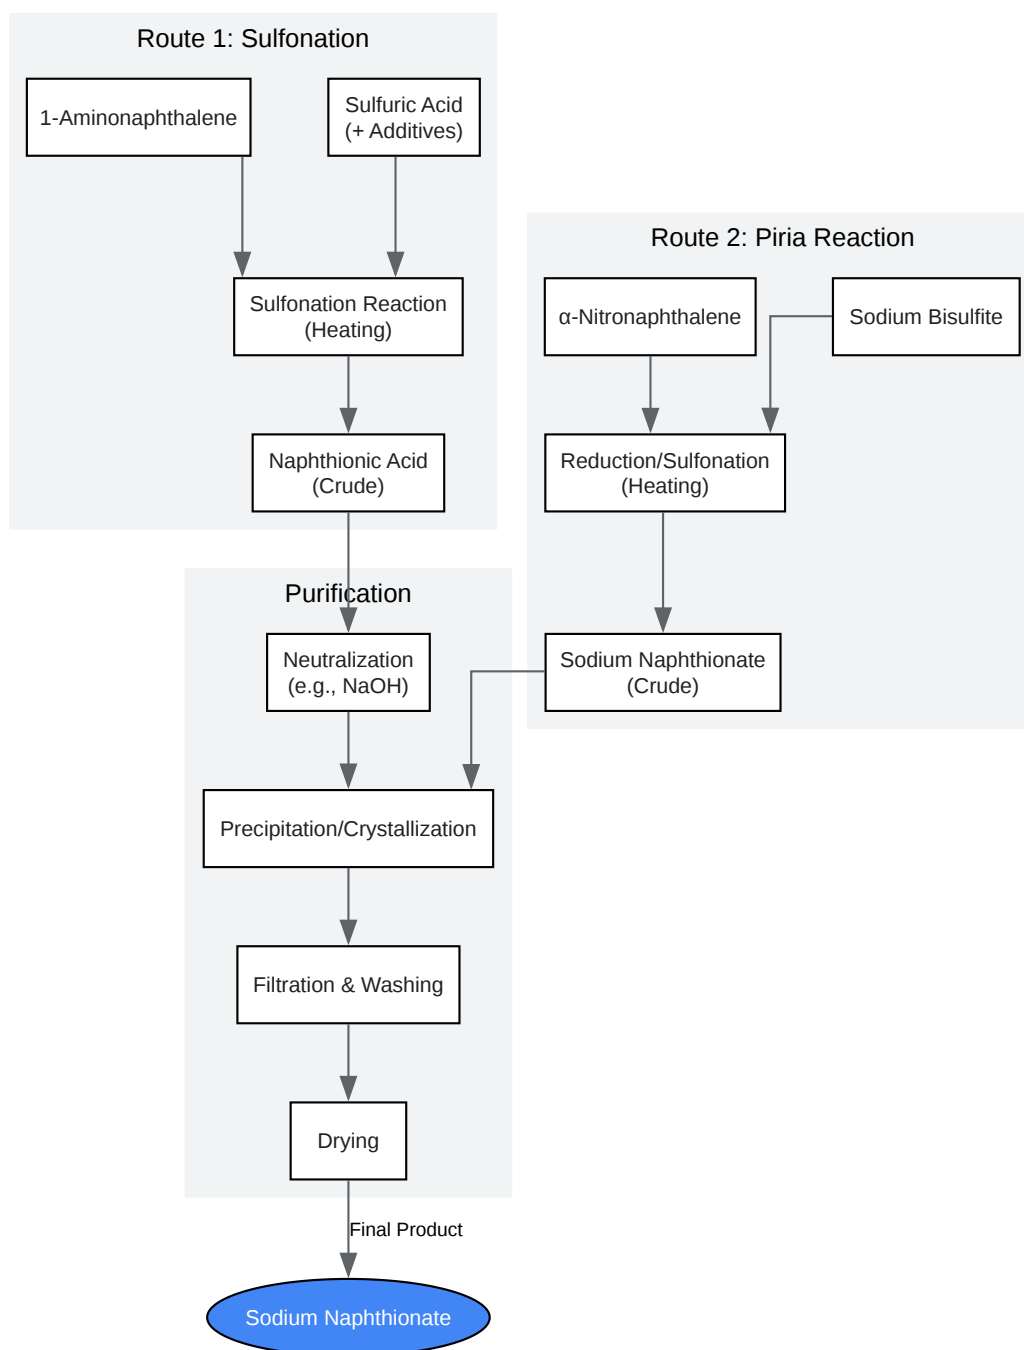 Route 1: Sulfonation
1-Aminonaphthalene
Sulfuric Acid
(+ Additives)
Sulfonation Reaction
(Heating)
Naphthionic Acid
(Crude)
Route 2: Piria Reaction
α-Nitronaphthalene
Sodium Bisulfite
Reduction/Sulfonation
(Heating)
Sodium Naphthionate
(Crude)
Purification
Neutralization
(e.g., NaOH)
Precipitation/Crystallization
Filtration & Washing
Drying
Final Product
Sodium Naphthionate